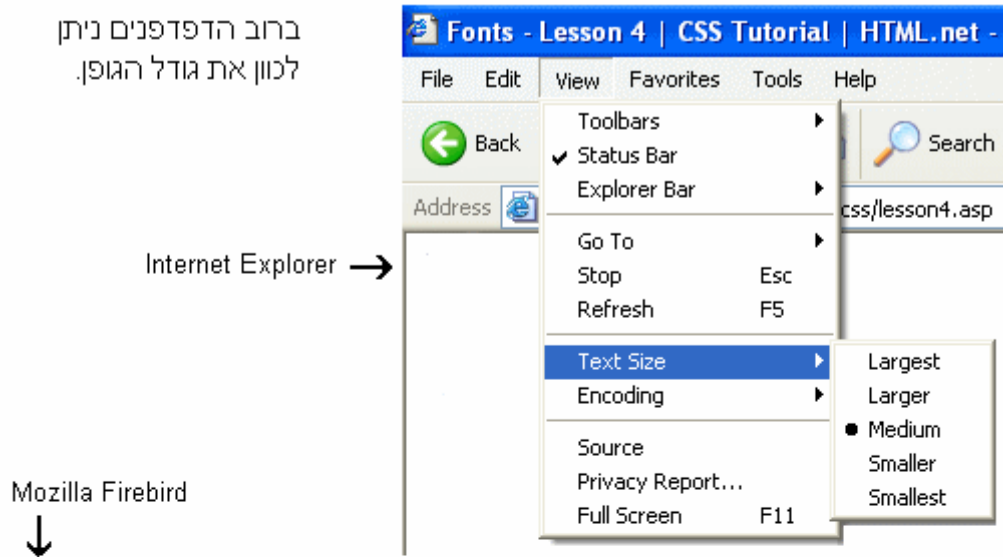 ברוב הדפדפנים ניתן
לכוון את גודל הגופן.
Fonts - Lesson 4 | CSS Tutorial | HTML.net -
File Edit View Favorites Tools Help
Back
Search
Address
css/lesson4.asp
Toolbars
Status Bar
Explorer Bar
Go To
Stop Esc
Refresh F5
Text Size
Encoding
Source
Privacy Report...
Full Screen F11
Largest
Larger
Medium
Smaller
Smallest
Internet Explorer →
Mozilla Firebird
↓